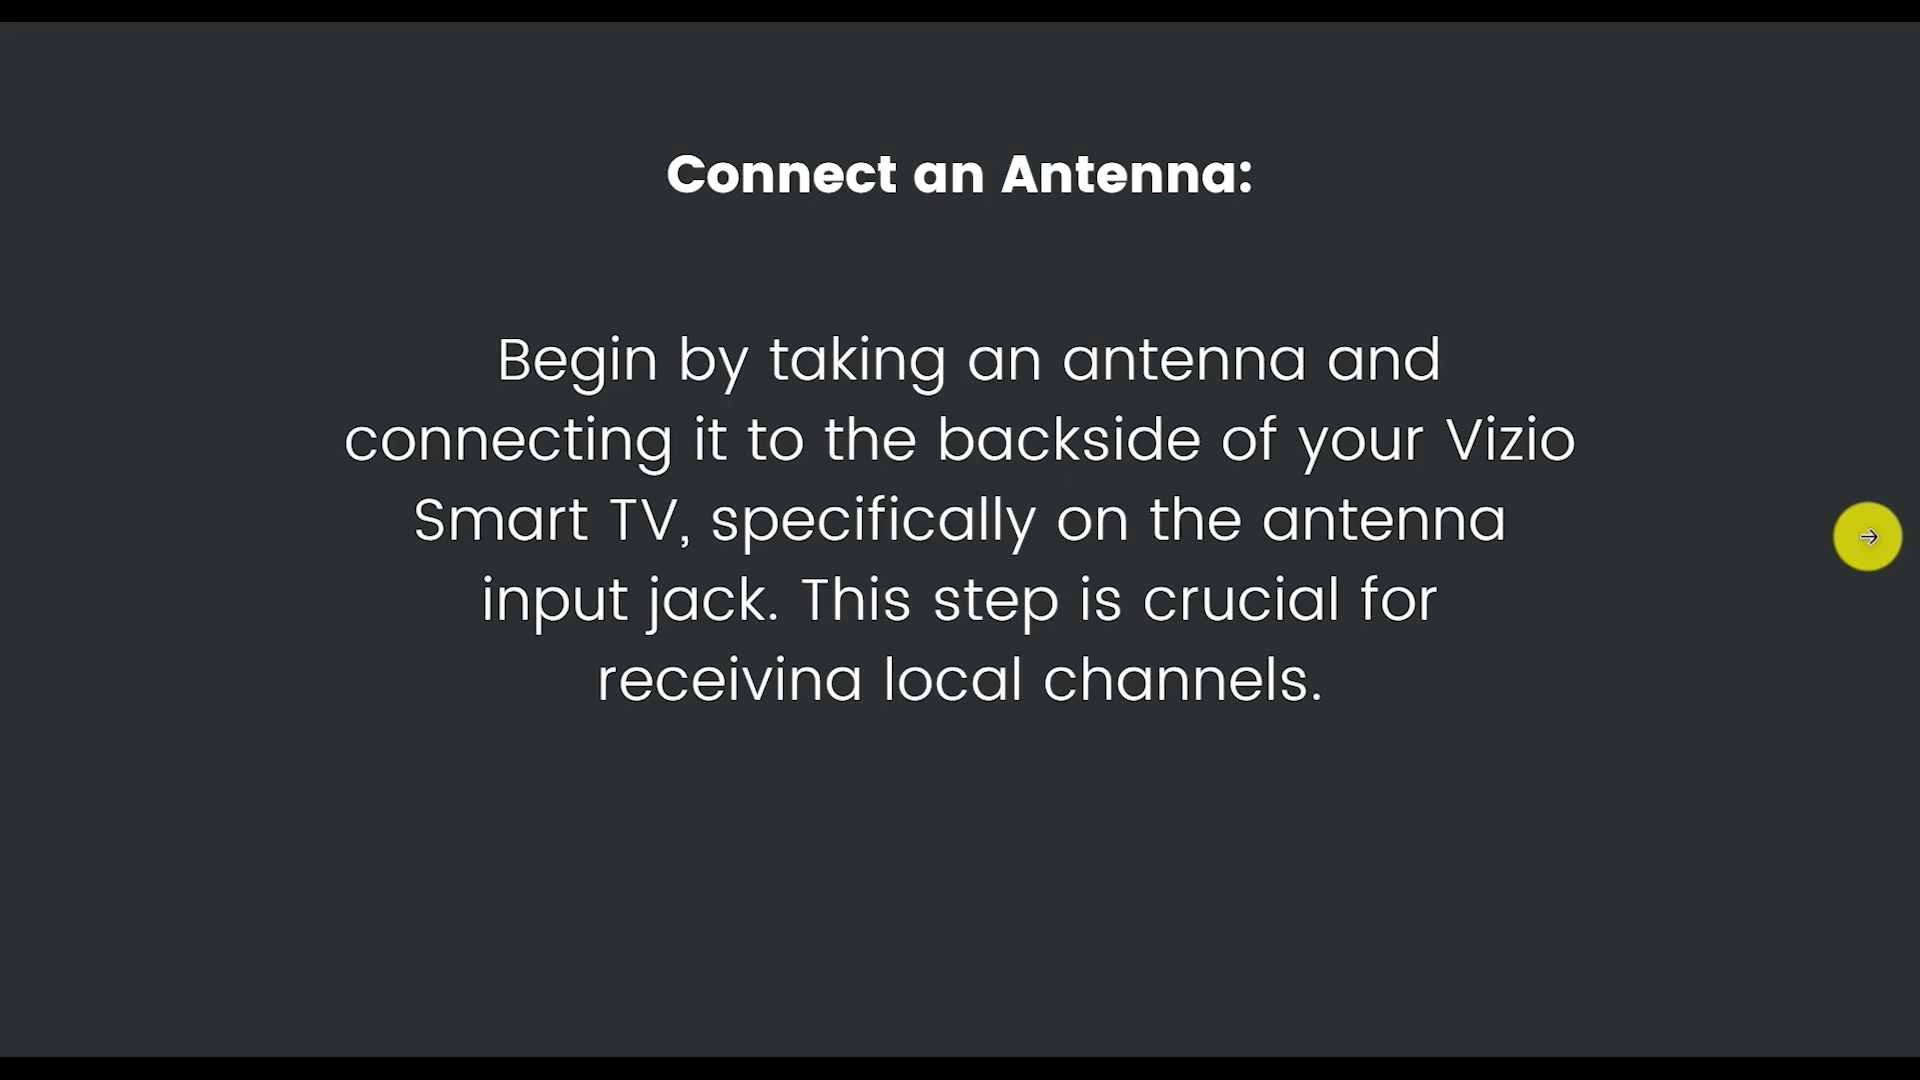 Connect an Antenna:
Begin by taking an antenna and
connecting it to the backside of your Vizio
Smart TV, specifically on the antenna
input jack. This step is crucial for
receiving local channels.